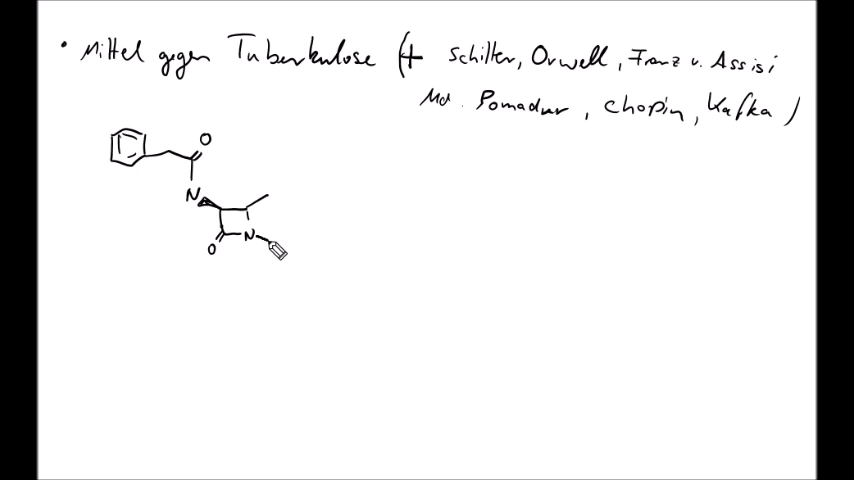 • Mittel gegen Tuberkulose (+ Schiller, Orwell, Franz v. Assisi
Md. Pomadur, Chopin, Kafka)
O
N
N
O